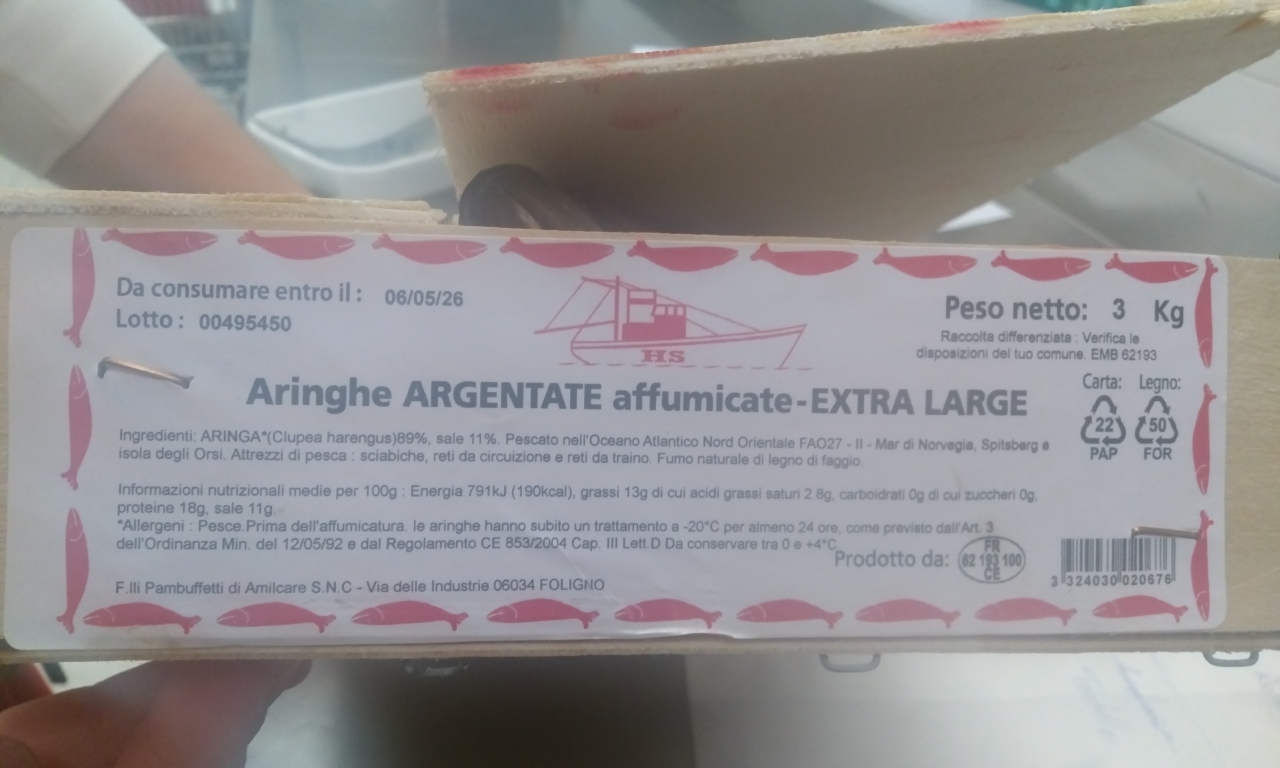 Da consumare entro il : 06/05/26
Lotto : 00495450
HS
Peso netto: 3 Kg
Raccolta differenziata : Verifica le
disposizioni del tuo comune. EMB 62193
Aringhe ARGENTATE affumicate-EXTRA LARGE
Carta: Legno:
22 50
PAP FOR
Ingredienti: ARINGA*(Clupea harengus)89%, sale 11%. Pescato nell'Oceano Atlantico Nord Orientale FAO27 - II - Mar di Norvegia, Spitsberg e
isola degli Orsi. Attrezzi di pesca : sciabiche, reti da circuizione e reti da traino. Fumo naturale di legno di faggio.
Informazioni nutrizionali medie per 100g : Energia 791kJ (190kcal), grassi 13g di cui acidi grassi saturi 2.8g, carboidrati 0g di cui zuccheri 0g,
proteine 18g, sale 11g.
*Allergeni : Pesce.Prima dell'affumicatura. le aringhe hanno subito un trattamento a -20°C per almeno 24 ore, come previsto dall'Art. 3
dell'Ordinanza Min. del 12/05/92 e dal Regolamento CE 853/2004 Cap. III Lett.D Da conservare tra 0 e +4°C
Prodotto da: FR
62 193 100
CE
3 324030 020676
F.lli Pambuffetti di Amilcare S.N.C - Via delle Industrie 06034 FOLIGNO